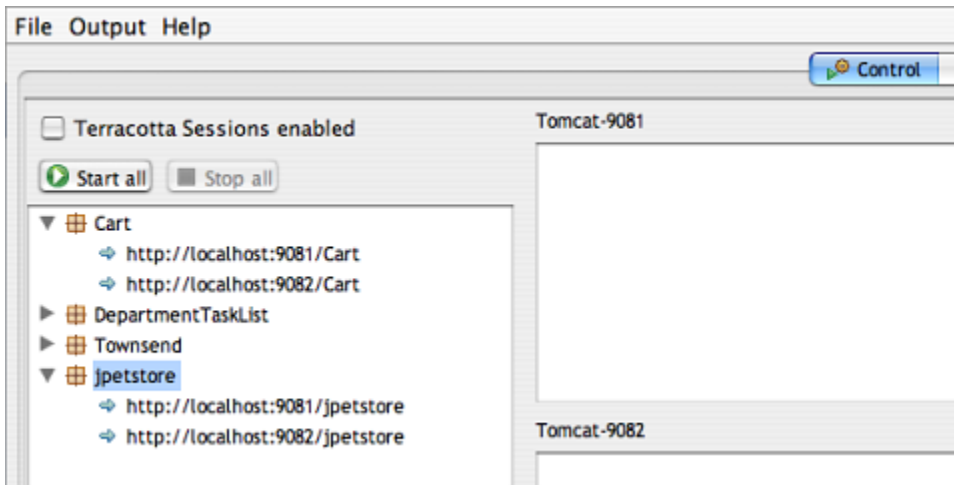 File Output Help
Control
Terracotta Sessions enabled
Start all Stop all
Cart
http://localhost:9081/Cart
http://localhost:9082/Cart
DepartmentTaskList
Townsend
jpetstore
http://localhost:9081/jpetstore
http://localhost:9082/jpetstore
Tomcat-9081
Tomcat-9082